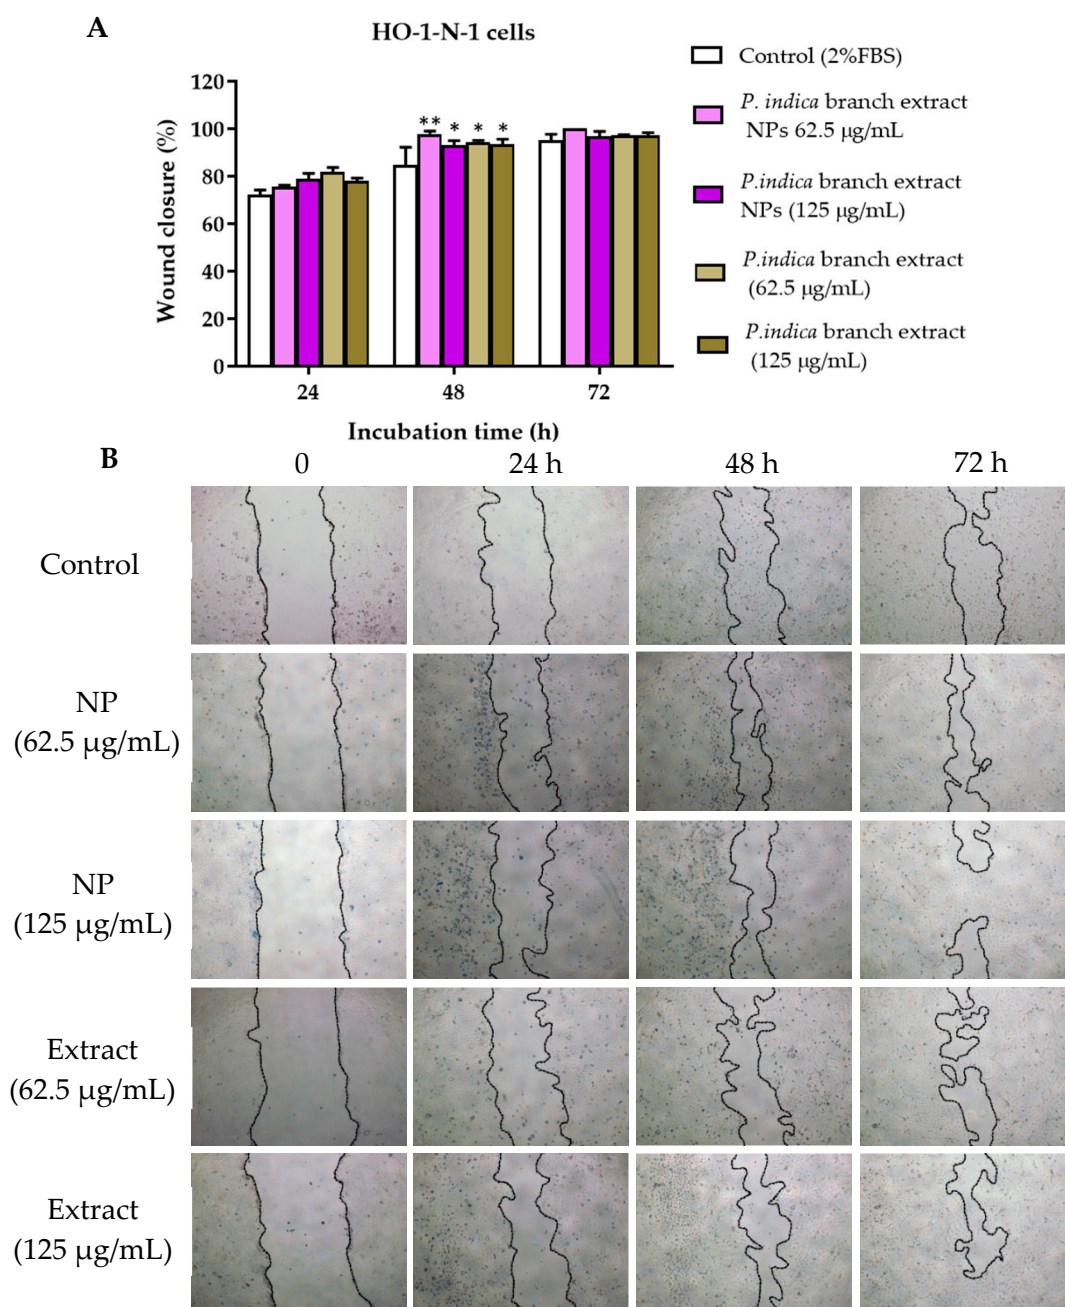 A
HO-1-N-1 cells
Wound closure (%)
120
100
80
60
40
20
0
** * * *
24 48 72
Incubation time (h)
Control (2%FBS)
P. indica branch extract
NPs 62.5 µg/mL
P.indica branch extract
NPs (125 µg/mL)
P.indica branch extract
(62.5 µg/mL)
P.indica branch extract
(125 µg/mL)
B
0 24 h 48 h 72 h
Control
NP
(62.5 µg/mL)
NP
(125 µg/mL)
Extract
(62.5 µg/mL)
Extract
(125 µg/mL)